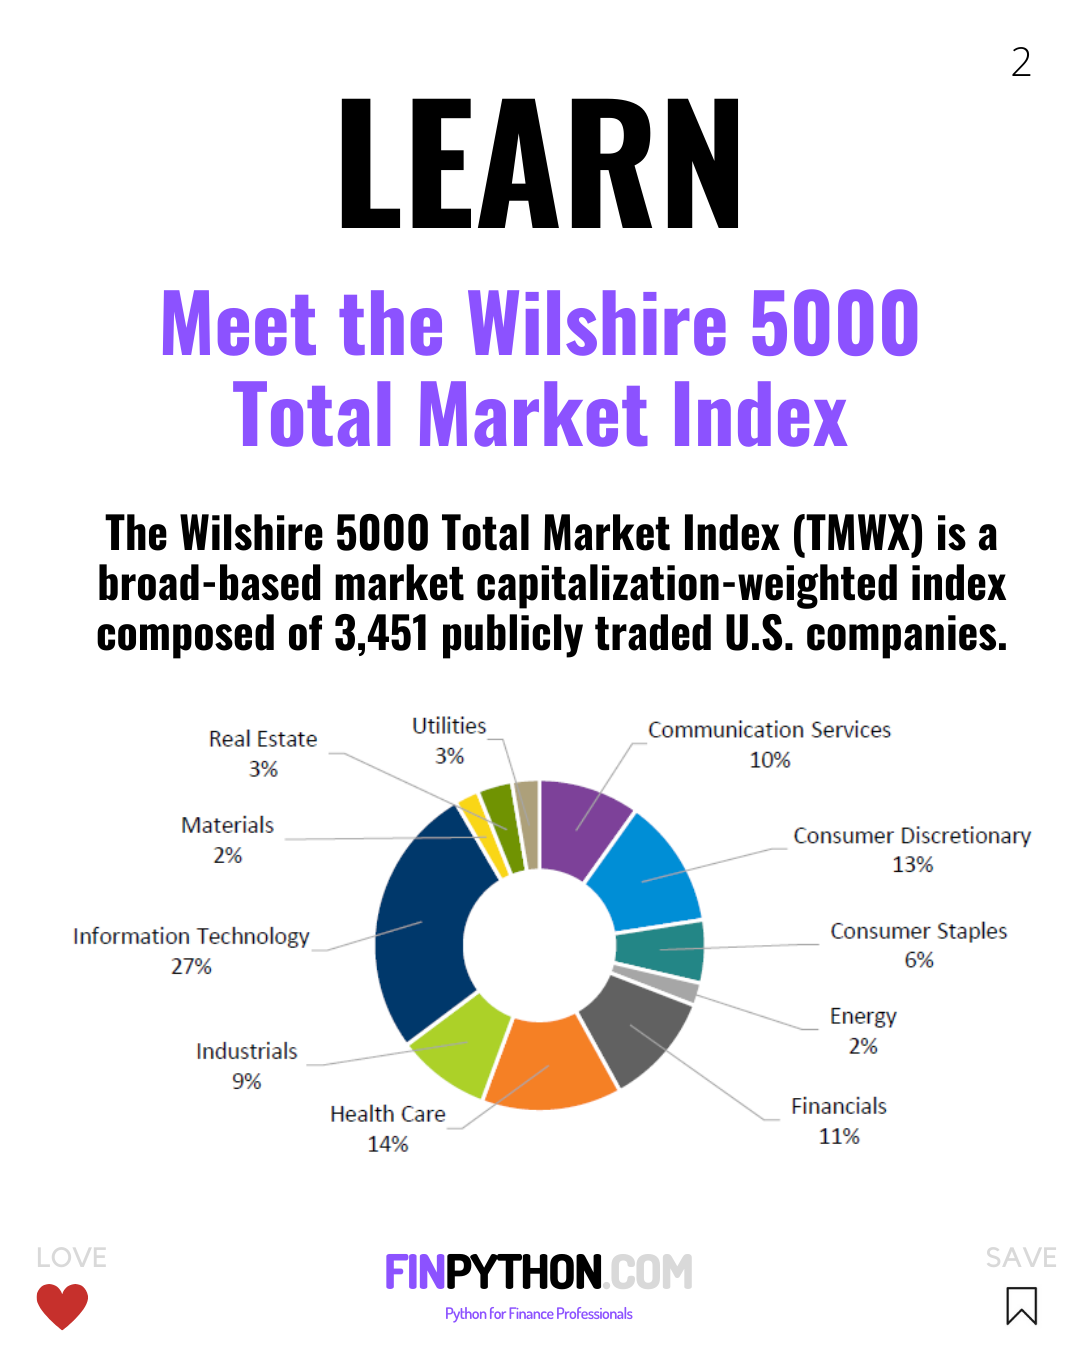 2
LEARN
Meet the Wilshire 5000
Total Market Index
The Wilshire 5000 Total Market Index (TMWX) is a
broad-based market capitalization-weighted index
composed of 3,451 publicly traded U.S. companies.
Utilities
3%
Communication Services
10%
Real Estate
3%
Materials
2%
Consumer Discretionary
13%
Information Technology
27%
Consumer Staples
6%
Energy
2%
Industrials
9%
Financials
11%
Health Care
14%
LOVE
FINPYTHON.COM
Python for Finance Professionals
SAVE